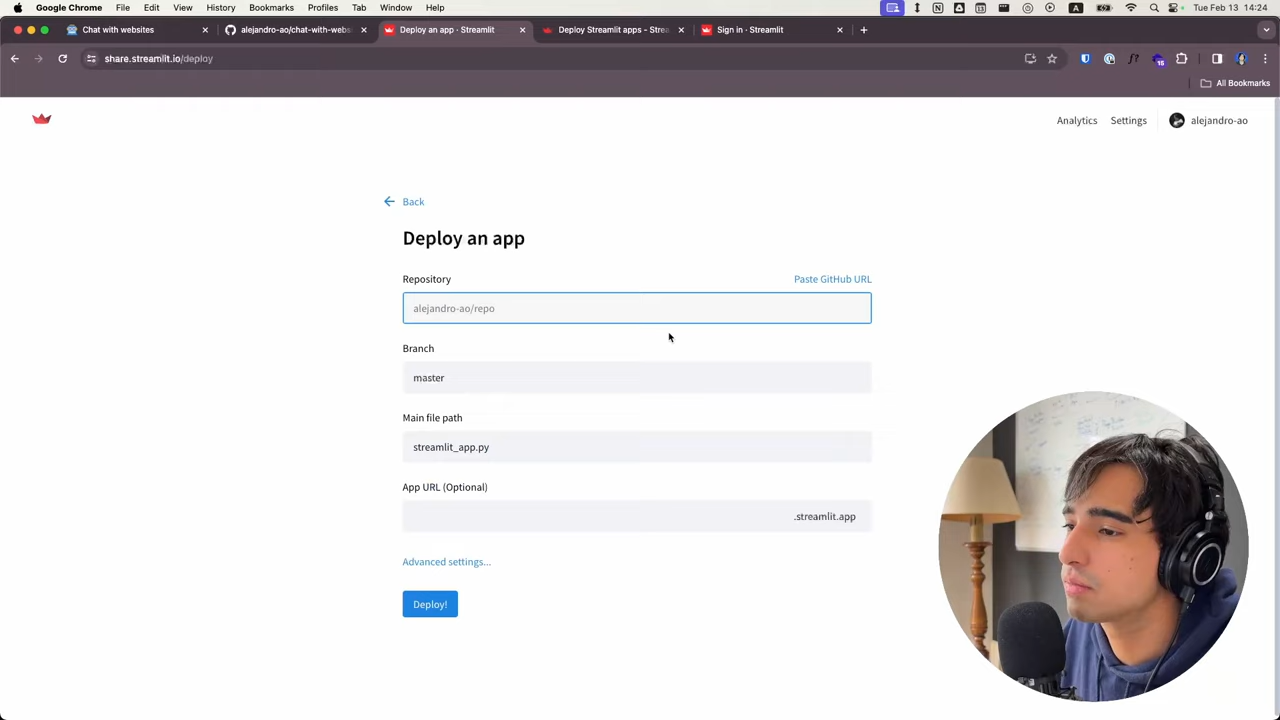 Google Chrome File Edit View History Bookmarks Profiles Tab Window Help Tue Feb 13 14:24
Chat with websites alejandro-ao/chat-with-webs Deploy an app · Streamlit Deploy Streamlit apps - Strea Sign in · Streamlit
share.streamlit.io/deploy
All Bookmarks
Analytics Settings alejandro-ao
Back
Deploy an app
Repository Paste GitHub URL
alejandro-ao/repo
Branch
master
Main file path
streamlit_app.py
App URL (Optional)
.streamlit.app
Advanced settings...
Deploy!